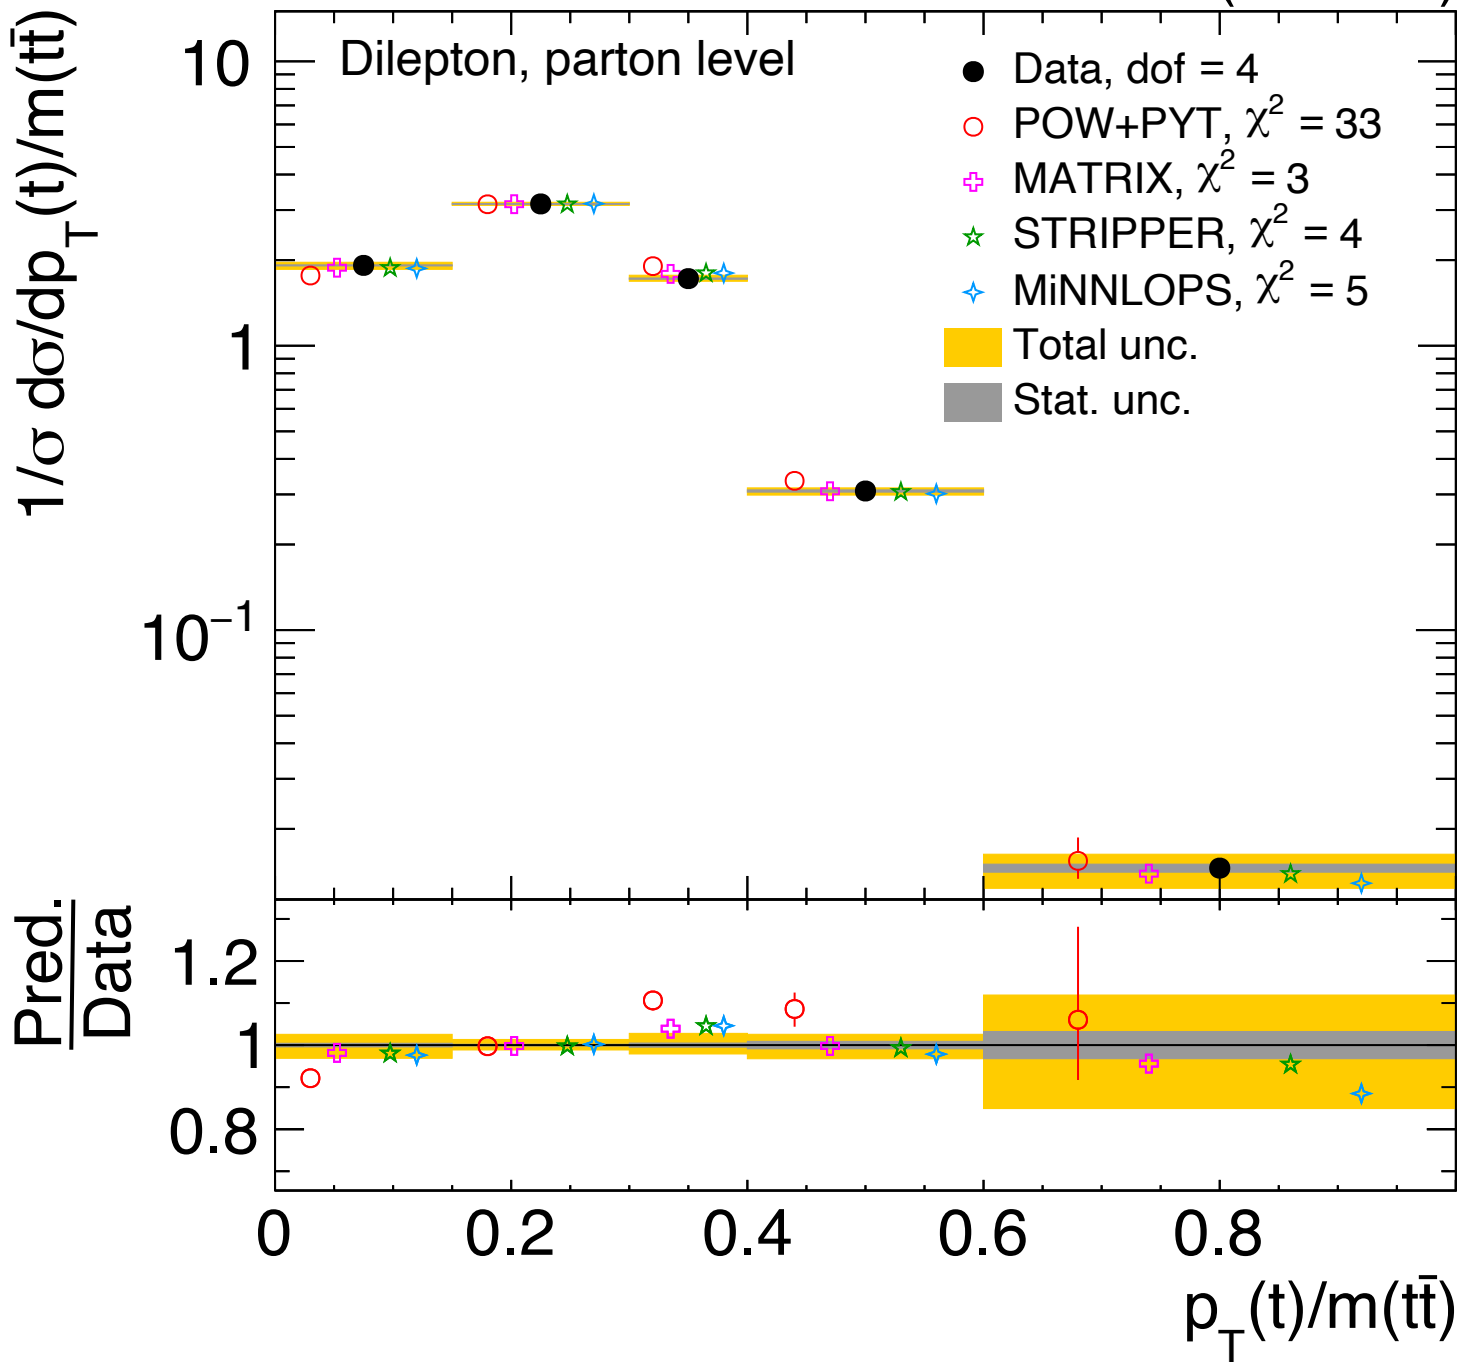 Dilepton, parton level
Data, dof = 4
POW+PYT, χ² = 33
MATRIX, χ² = 3
STRIPPER, χ² = 4
MiNNLOPS, χ² = 5
Total unc.
Stat. unc.
1/σ dσ/dp_T(t)/m(tt̄)
10
1
10⁻¹
Pred.
Data
1.2
1
0.8
0 0.2 0.4 0.6 0.8
p_T(t)/m(tt̄)